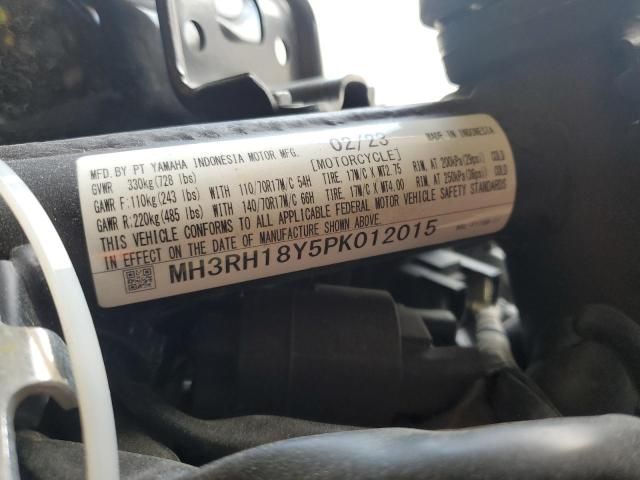 MFD.BY PT YAMAHA INDONESIA MOTOR MFG. 02/23 MADE IN INDONESIA
GVWR 330kg(728 lbs) [MOTORCYCLE]
GAWR F:110kg(243 lbs) WITH 110/70R17M/C 54H TIRE, 17M/C X MT2.75 RIM, AT 200kPa(29psi) COLD
GAWR R:220kg(485 lbs) WITH 140/70R17M/C 66H TIRE, 17M/C X MT4.00 RIM, AT 250kPa(36psi) COLD
THIS VEHICLE CONFORMS TO ALL APPLICABLE FEDERAL MOTOR VEHICLE SAFETY STANDARDS
IN EFFECT ON THE DATE OF MANUFACTURE SHOWN ABOVE.
MH3RH18Y5PK012015